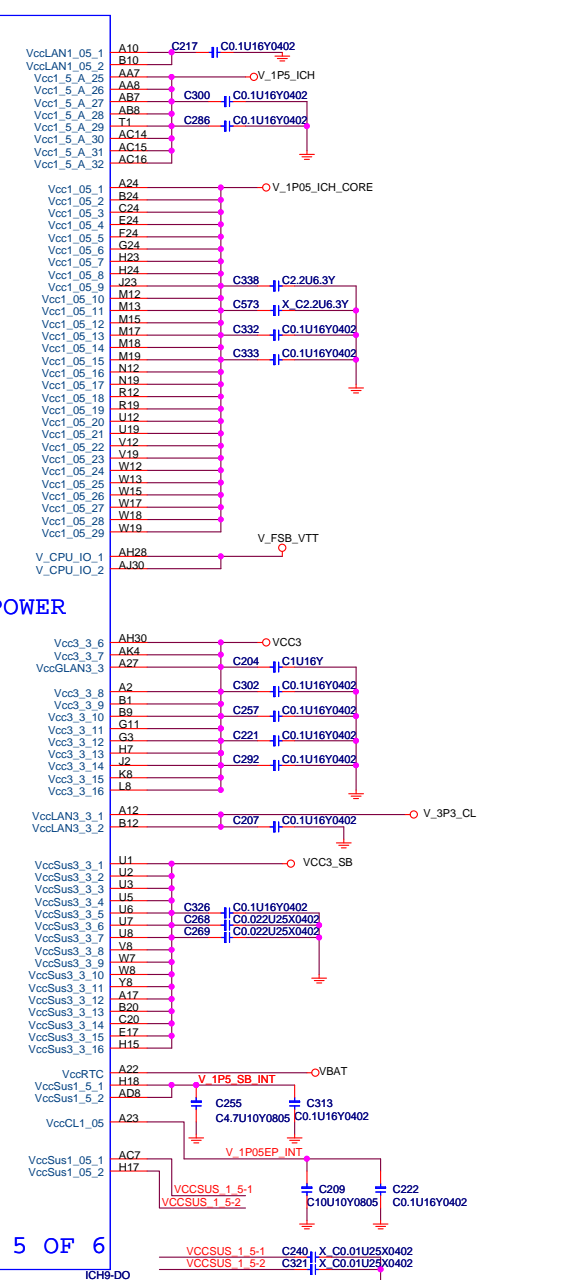 VccLAN1_05_1 A10 C217 C0.1U16Y0402
VccLAN1_05_2 B10
Vcc1_5_A_25 AA7 V_1P5_ICH
Vcc1_5_A_26 AA8
Vcc1_5_A_27 AB7 C300 C0.1U16Y0402
Vcc1_5_A_28 AB8
Vcc1_5_A_29 T1 C286 C0.1U16Y0402
Vcc1_5_A_30 AC14
Vcc1_5_A_31 AC15
Vcc1_5_A_32 AC16
Vcc1_05_1 A24 V_1P05_ICH_CORE
Vcc1_05_2 B24
Vcc1_05_3 C24
Vcc1_05_4 E24
Vcc1_05_5 F24
Vcc1_05_6 G24
Vcc1_05_7 H23
Vcc1_05_8 H24
Vcc1_05_9 J23 C338 C2.2U6.3Y
Vcc1_05_10 M12
Vcc1_05_11 M13 C573 X_C2.2U6.3Y
Vcc1_05_12 M15
Vcc1_05_13 M17 C332 C0.1U16Y0402
Vcc1_05_14 M18
Vcc1_05_15 M19 C333 C0.1U16Y0402
Vcc1_05_16 N12
Vcc1_05_17 N19
Vcc1_05_18 R12
Vcc1_05_19 R19
Vcc1_05_20 U12
Vcc1_05_21 U19
Vcc1_05_22 V12
Vcc1_05_23 V19
Vcc1_05_24 W12
Vcc1_05_25 W13
Vcc1_05_26 W15
Vcc1_05_27 W17
Vcc1_05_28 W18
Vcc1_05_29 W19
V_FSB_VTT
V_CPU_IO_1 AH28
V_CPU_IO_2 AJ30
POWER
Vcc3_3_6 AH30 VCC3
Vcc3_3_7 AK4
VccGLAN3_3 A27 C204 C1U16Y
Vcc3_3_8 A2 C302 C0.1U16Y0402
Vcc3_3_9 B1
Vcc3_3_10 B9 C257 C0.1U16Y0402
Vcc3_3_11 G11
Vcc3_3_12 G3 C221 C0.1U16Y0402
Vcc3_3_13 H7
Vcc3_3_14 J2 C292 C0.1U16Y0402
Vcc3_3_15 K8
Vcc3_3_16 L8
VccLAN3_3_1 A12 V_3P3_CL
VccLAN3_3_2 B12 C207 C0.1U16Y0402
VccSus3_3_1 U1 VCC3_SB
VccSus3_3_2 U2
VccSus3_3_3 U3
VccSus3_3_4 U5
VccSus3_3_5 U6 C326 C0.1U16Y0402
VccSus3_3_6 U7 C268 C0.022U25X0402
VccSus3_3_7 U8 C269 C0.022U25X0402
VccSus3_3_8 V8
VccSus3_3_9 W7
VccSus3_3_10 W8
VccSus3_3_11 Y8
VccSus3_3_12 A17
VccSus3_3_13 B20
VccSus3_3_14 C20
VccSus3_3_15 E17
VccSus3_3_16 H15
VccRTC A22 VBAT
VccSus1_5_1 H18 V_1P5_SB_INT
VccSus1_5_2 AD8
C255 C313
C4.7U10Y0805 C0.1U16Y0402
VccCL1_05 A23
V_1P05EP_INT
VccSus1_05_1 AC7
VccSus1_05_2 H17
VCCSUS_1_5-1 C209 C222
VCCSUS_1_5-2 C10U10Y0805 C0.1U16Y0402
5 OF 6
VCCSUS_1_5-1 C240 X_C0.01U25X0402
VCCSUS_1_5-2 C321 X_C0.01U25X0402
ICH9-DO